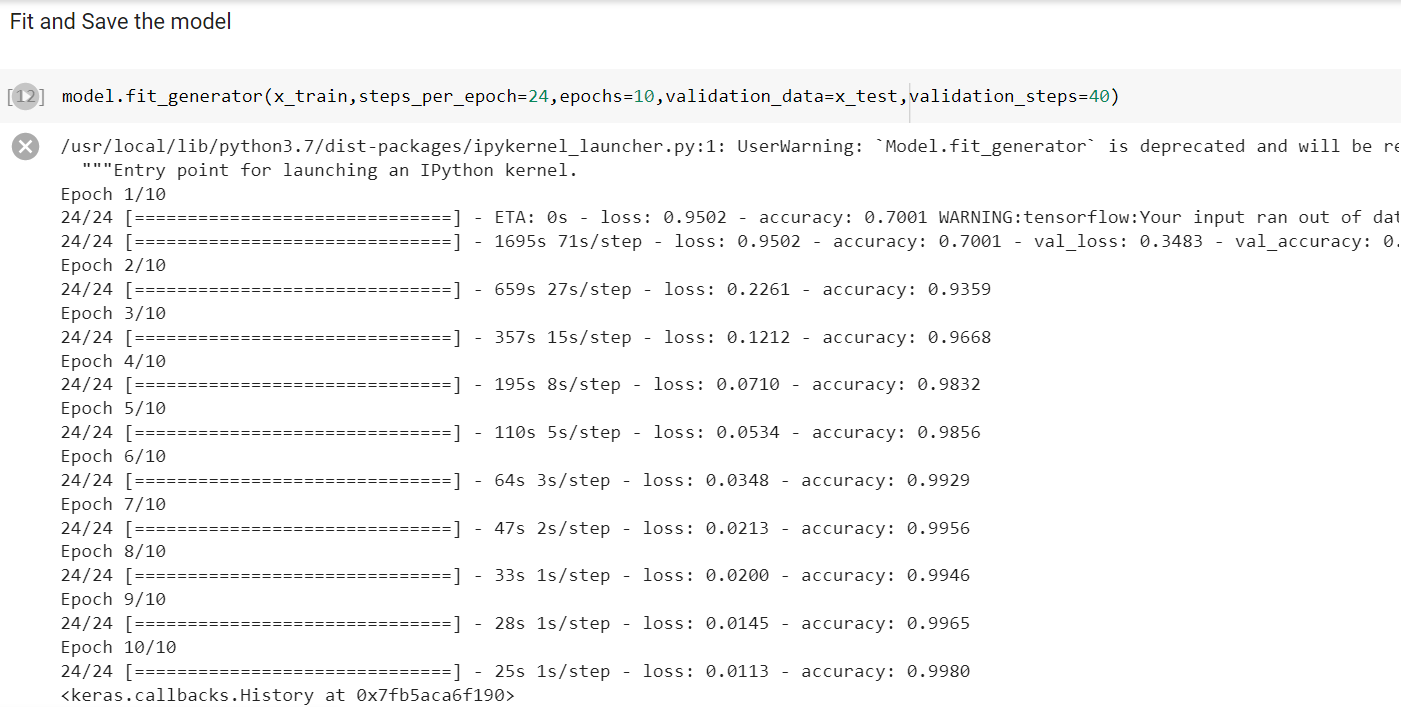 Fit and Save the model
[12] model.fit_generator(x_train,steps_per_epoch=24,epochs=10,validation_data=x_test,validation_steps=40)
/usr/local/lib/python3.7/dist-packages/ipykernel_launcher.py:1: UserWarning: `Model.fit_generator` is deprecated and will be re
"""Entry point for launching an IPython kernel.
Epoch 1/10
24/24 [==============================] - ETA: 0s - loss: 0.9502 - accuracy: 0.7001 WARNING:tensorflow:Your input ran out of dat
24/24 [==============================] - 1695s 71s/step - loss: 0.9502 - accuracy: 0.7001 - val_loss: 0.3483 - val_accuracy: 0.
Epoch 2/10
24/24 [==============================] - 659s 27s/step - loss: 0.2261 - accuracy: 0.9359
Epoch 3/10
24/24 [==============================] - 357s 15s/step - loss: 0.1212 - accuracy: 0.9668
Epoch 4/10
24/24 [==============================] - 195s 8s/step - loss: 0.0710 - accuracy: 0.9832
Epoch 5/10
24/24 [==============================] - 110s 5s/step - loss: 0.0534 - accuracy: 0.9856
Epoch 6/10
24/24 [==============================] - 64s 3s/step - loss: 0.0348 - accuracy: 0.9929
Epoch 7/10
24/24 [==============================] - 47s 2s/step - loss: 0.0213 - accuracy: 0.9956
Epoch 8/10
24/24 [==============================] - 33s 1s/step - loss: 0.0200 - accuracy: 0.9946
Epoch 9/10
24/24 [==============================] - 28s 1s/step - loss: 0.0145 - accuracy: 0.9965
Epoch 10/10
24/24 [==============================] - 25s 1s/step - loss: 0.0113 - accuracy: 0.9980
<keras.callbacks.History at 0x7fb5aca6f190>